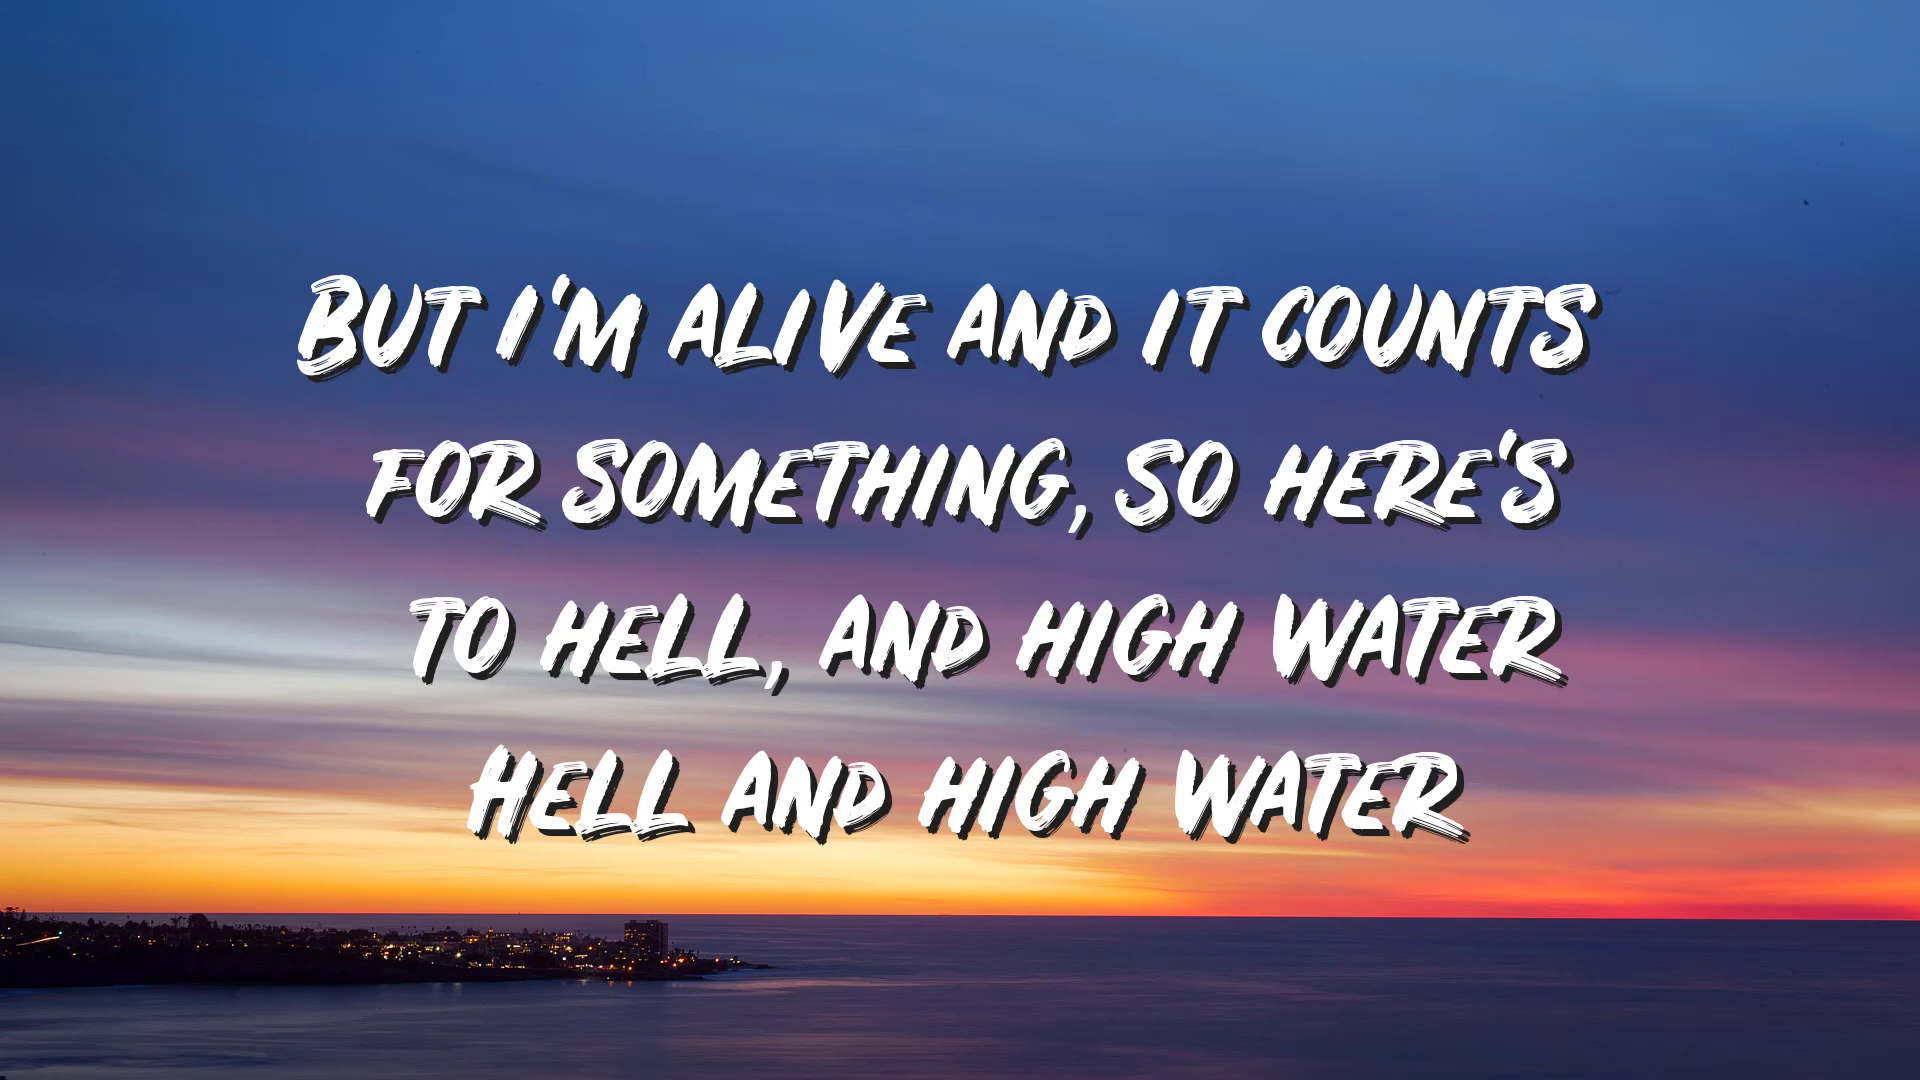 BUT I'M ALIVE AND IT COUNTS
FOR SOMETHING, SO HERE'S
TO HELL, AND HIGH WATER
HELL AND HIGH WATER